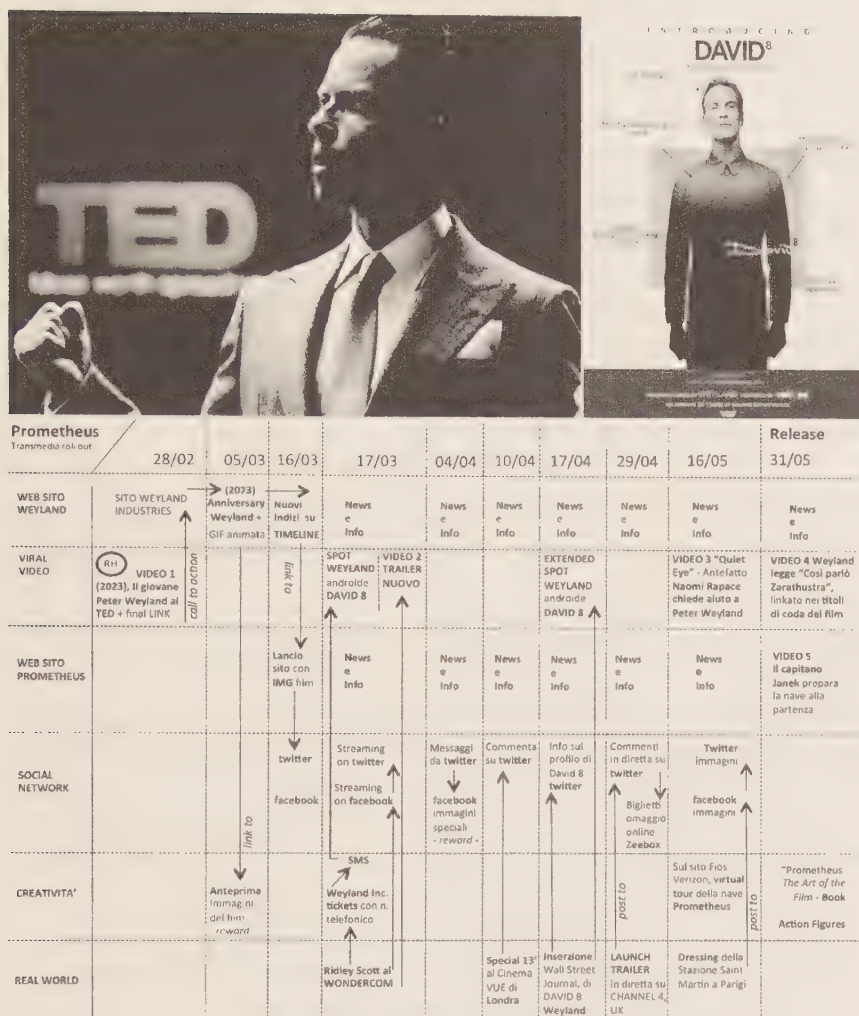 INTRODUCING
DAVID⁸
TED
8
Prometheus
Transmedia roll out
28/02
05/03
16/03
17/03
04/04
10/04
17/04
29/04
16/05
Release
31/05
WEB SITO
WEYLAND
SITO WEYLAND
INDUSTRIES
(2023)
Anniversary
Weyland +
GIF animata
Nuovi
Indizi su
TIMELINE
News
e
Info
News
e
Info
News
e
Info
News
e
Info
News
e
Info
News
e
Info
News
e
Info
VIRAL
VIDEO
RH
VIDEO 1
(2023), Il giovane
Peter Weyland al
TED + final LINK
call to action
link to
SPOT
WEYLAND
androide
DAVID 8
VIDEO 2
TRAILER
NUOVO
EXTENDED
SPOT
WEYLAND
androide
DAVID 8
VIDEO 3 "Quiet
Eye" - Antefatto
Naomi Rapace
chiede aiuto a
Peter Weyland
VIDEO 4 Weyland
legge "Così parlò
Zarathustra",
linkato nei titoli
di coda del film
WEB SITO
PROMETHEUS
Lancio
sito con
IMG film
News
e
Info
News
e
Info
News
e
Info
News
e
Info
News
e
Info
News
e
Info
VIDEO 5
Il capitano
Janek prepara
la nave alla
partenza
SOCIAL
NETWORK
link to
twitter
facebook
Streaming
on twitter
Streaming
on facebook
Messaggi
da twitter
facebook
immagini
speciali
- reward -
Commenta
su twitter
Info sul
profilo di
David 8
twitter
Commenti
in diretta su
twitter
Biglietti
omaggio
online
Zeebox
Twitter
immagini
facebook
immagini
CREATIVITA'
Anteprima
immagini
del film
reward
SMS
Weyland Inc.
tickets con n.
telefonico
post to
Sul sito Fios
Verizon, virtual
tour della nave
Prometheus
post to
"Prometheus
The Art of the
Film - Book
Action Figures
REAL WORLD
Ridley Scott al
WONDERCOM
Special 13'
al Cinema
VUE di
Londra
Inserzione
Wall Street
Journal, di
DAVID 8
Weyland
LAUNCH
TRAILER
in diretta su
CHANNEL 4,
UK
Dressing della
Stazione Saint
Martin a Parigi